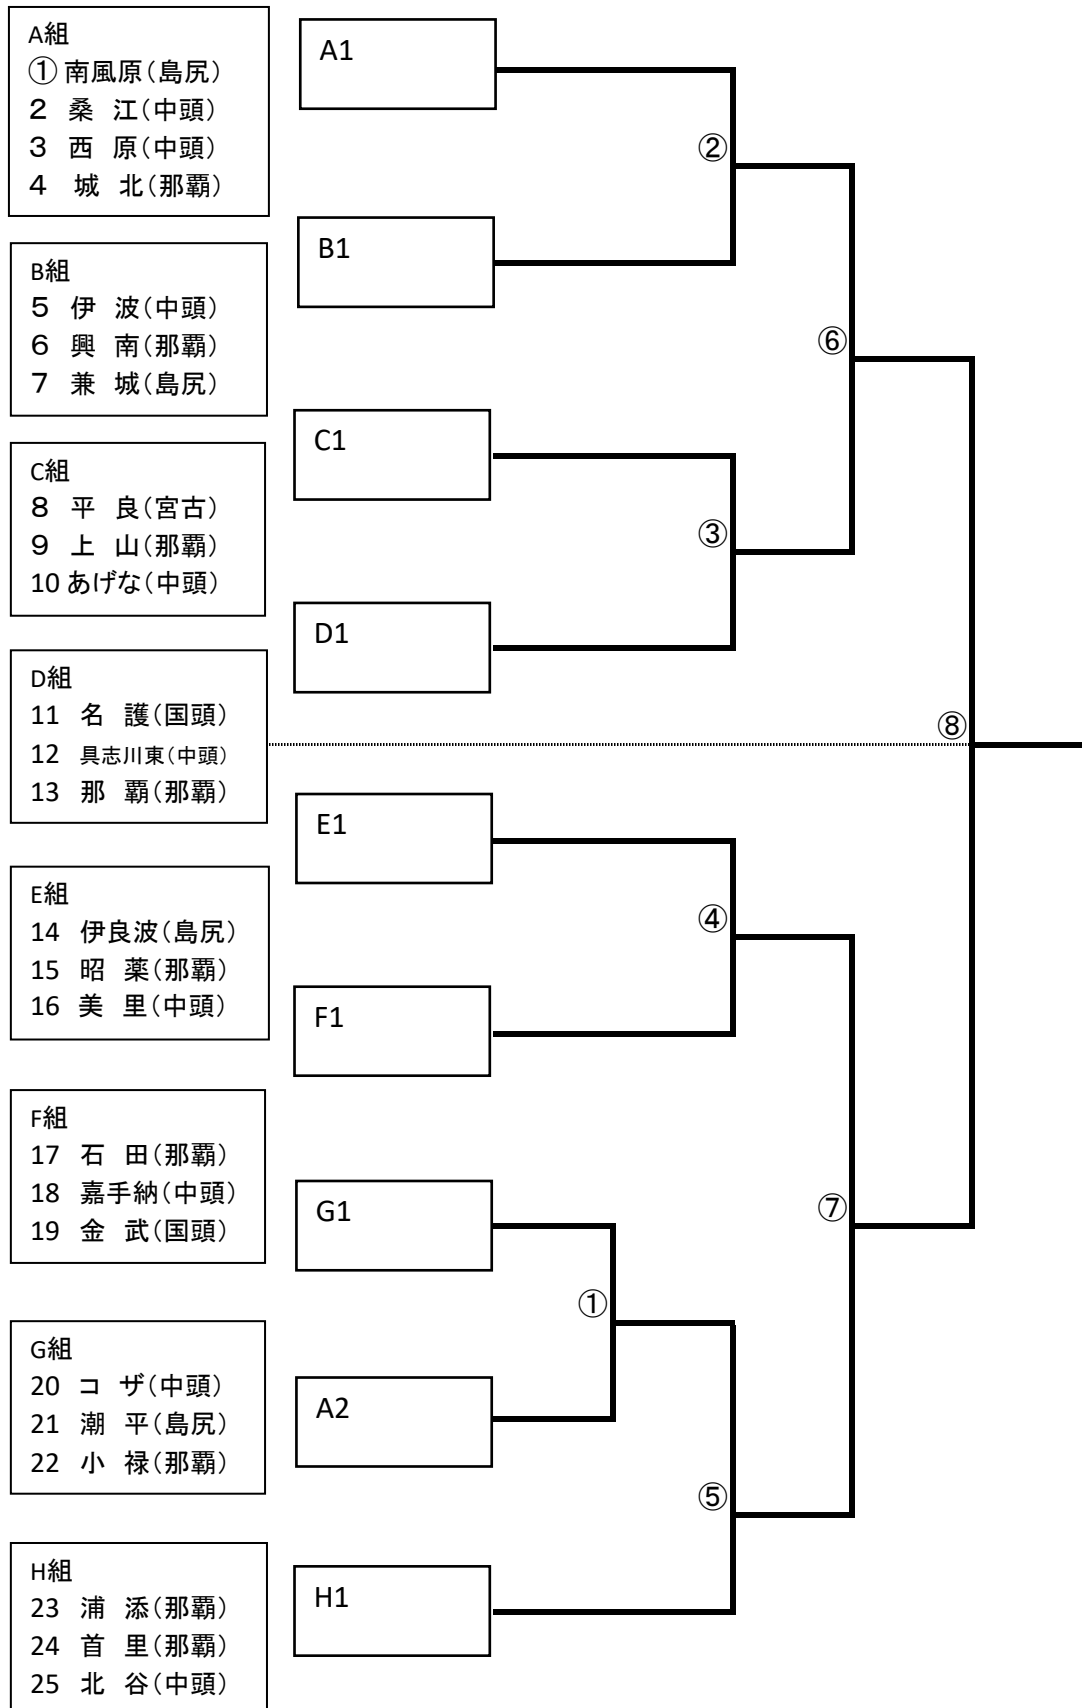 A組
① 南風原（島尻）
2 桑 江（中頭）
3 西 原（中頭）
4 城 北（那覇）
B組
5 伊 波（中頭）
6 興 南（那覇）
7 兼 城（島尻）
C組
8 平 良（宮古）
9 上 山（那覇）
10 あげな（中頭）
D組
11 名 護（国頭）
12 具志川東（中頭）
13 那 覇（那覇）
E組
14 伊良波（島尻）
15 昭 薬（那覇）
16 美 里（中頭）
F組
17 石 田（那覇）
18 嘉手納（中頭）
19 金 武（国頭）
G組
20 コ ザ（中頭）
21 潮 平（島尻）
22 小 禄（那覇）
H組
23 浦 添（那覇）
24 首 里（那覇）
25 北 谷（中頭）
A1
B1
C1
D1
E1
F1
G1
A2
H1
①
②
③
④
⑤
⑥
⑦
⑧